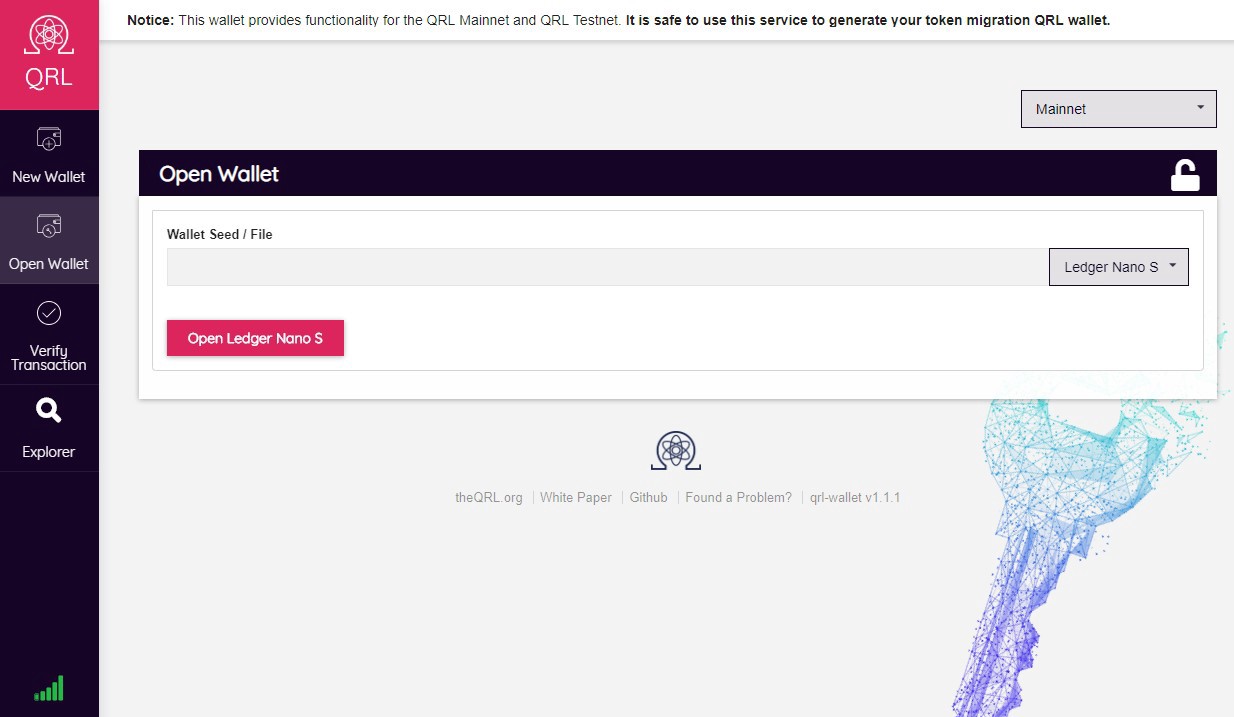 Notice: This wallet provides functionality for the QRL Mainnet and QRL Testnet. It is safe to use this service to generate your token migration QRL wallet.
QRL
New Wallet
Open Wallet
Verify
Transaction
Explorer
Mainnet
Open Wallet
Wallet Seed / File
Ledger Nano S
Open Ledger Nano S
theQRL.org | White Paper | Github | Found a Problem? | qrl-wallet v1.1.1